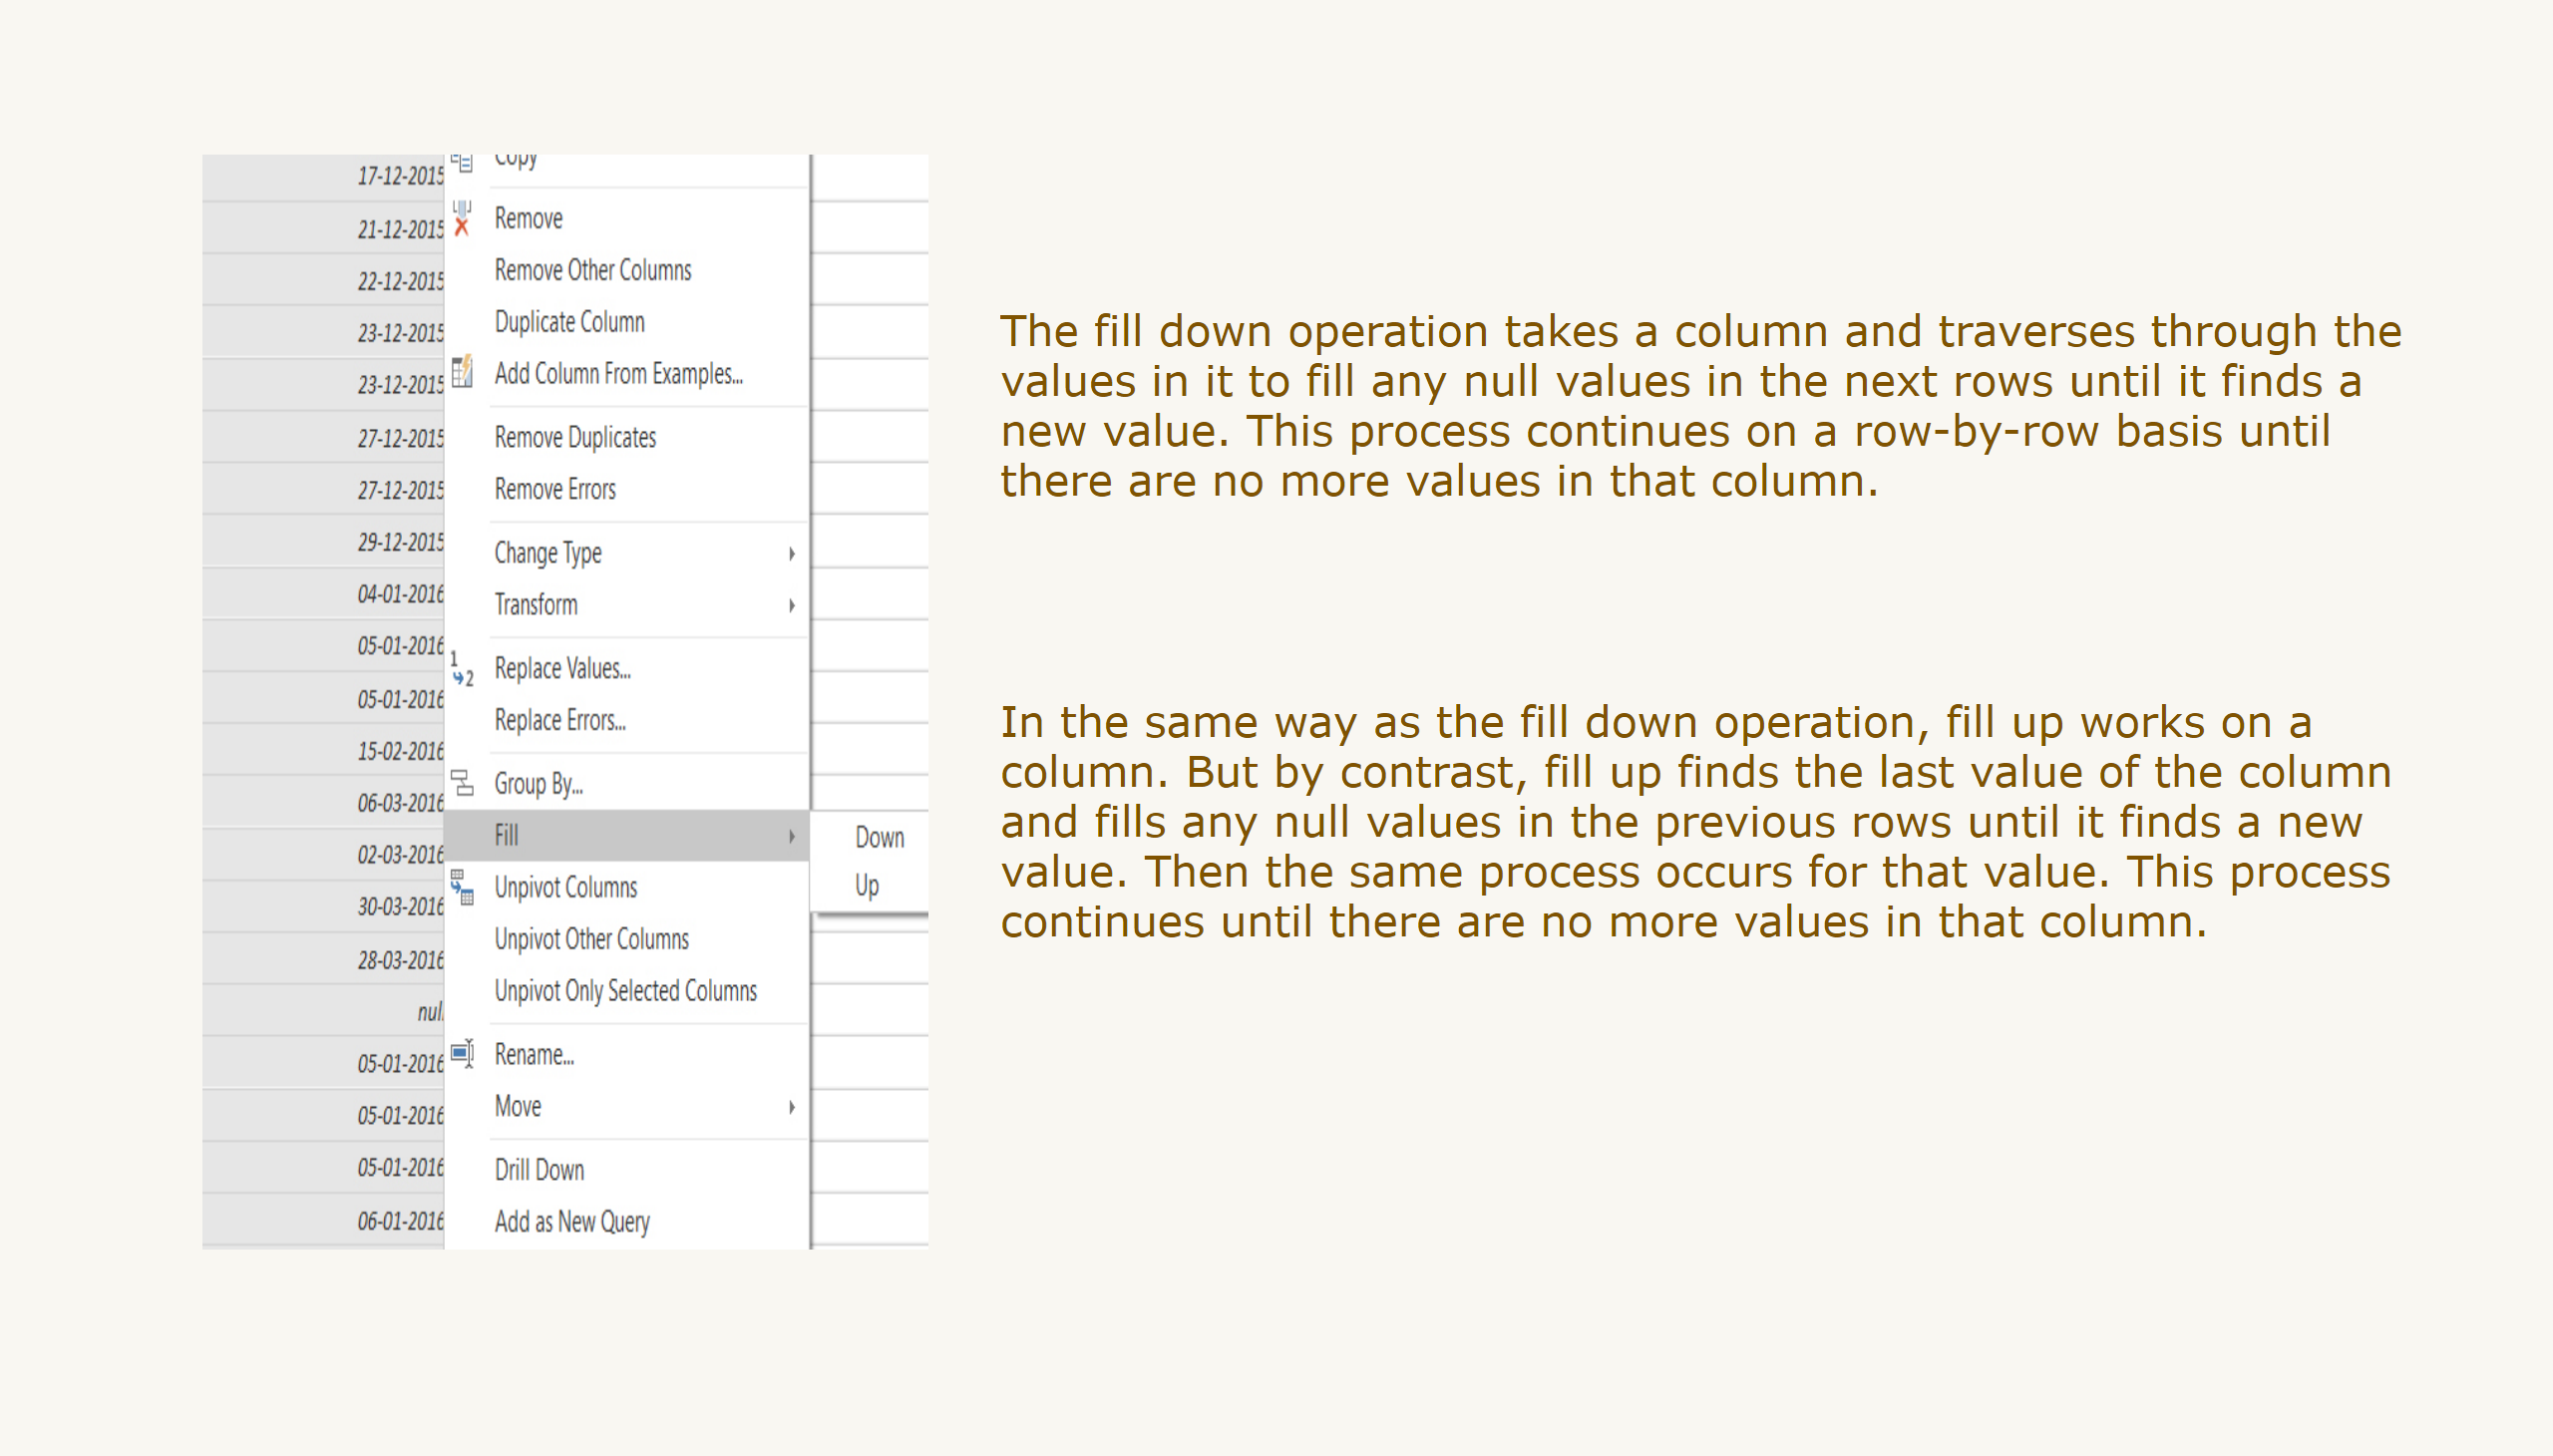 17-12-2015
21-12-2015
22-12-2015
23-12-2015
23-12-2015
27-12-2015
27-12-2015
29-12-2015
04-01-2016
05-01-2016
05-01-2016
15-02-2016
06-03-2016
02-03-2016
30-03-2016
28-03-2016
null
05-01-2016
05-01-2016
05-01-2016
06-01-2016
Copy
Remove
Remove Other Columns
Duplicate Column
Add Column From Examples...
Remove Duplicates
Remove Errors
Change Type
Transform
1
2
Replace Values...
Replace Errors...
Group By...
Fill
Down
Up
Unpivot Columns
Unpivot Other Columns
Unpivot Only Selected Columns
Rename...
Move
Drill Down
Add as New Query
The fill down operation takes a column and traverses through the
values in it to fill any null values in the next rows until it finds a
new value. This process continues on a row-by-row basis until
there are no more values in that column.
In the same way as the fill down operation, fill up works on a
column. But by contrast, fill up finds the last value of the column
and fills any null values in the previous rows until it finds a new
value. Then the same process occurs for that value. This process
continues until there are no more values in that column.